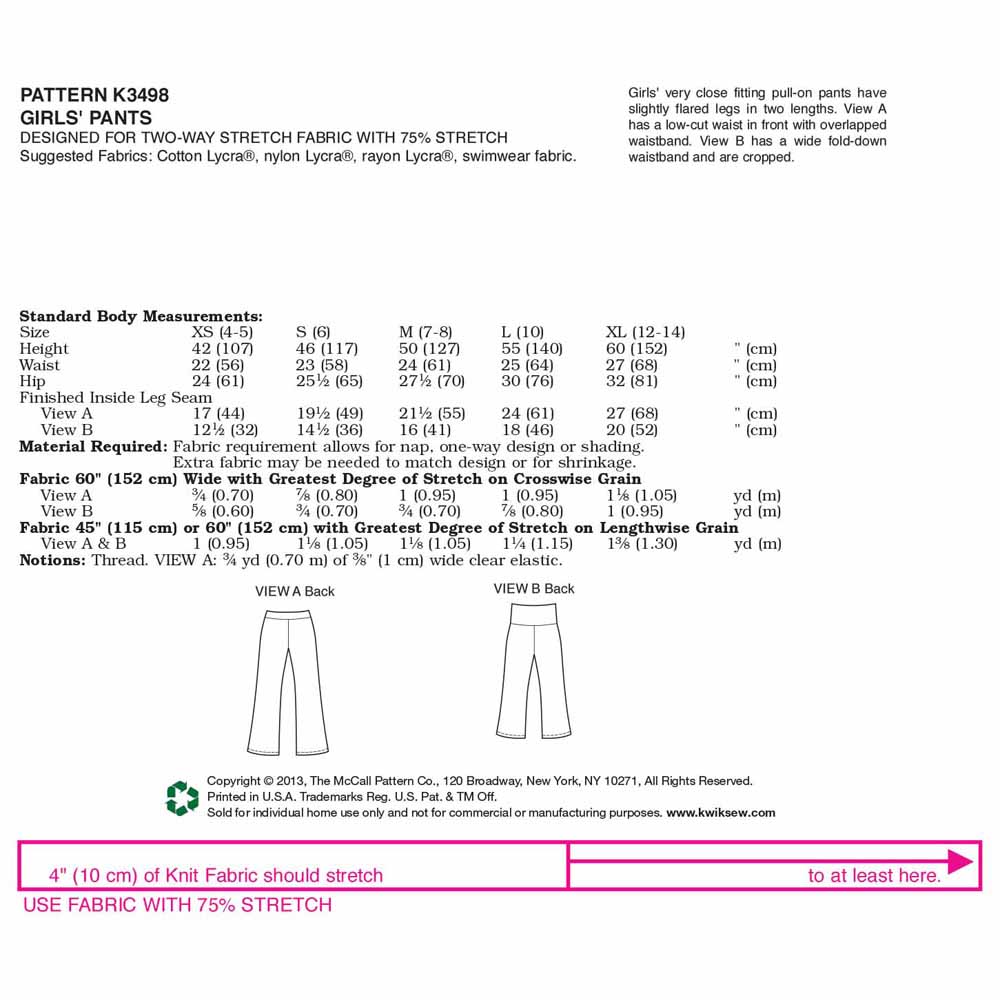 PATTERN K3498
GIRLS' PANTS
DESIGNED FOR TWO-WAY STRETCH FABRIC WITH 75% STRETCH
Suggested Fabrics: Cotton Lycra®, nylon Lycra®, rayon Lycra®, swimwear fabric.
Girls' very close fitting pull-on pants have
slightly flared legs in two lengths. View A
has a low-cut waist in front with overlapped
waistband. View B has a wide fold-down
waistband and are cropped.
Standard Body Measurements:
Size XS (4-5) S (6) M (7-8) L (10) XL (12-14)
Height 42 (107) 46 (117) 50 (127) 55 (140) 60 (152) " (cm)
Waist 22 (56) 23 (58) 24 (61) 25 (64) 27 (68) " (cm)
Hip 24 (61) 25½ (65) 27½ (70) 30 (76) 32 (81) " (cm)
Finished Inside Leg Seam
View A 17 (44) 19½ (49) 21½ (55) 24 (61) 27 (68) " (cm)
View B 12½ (32) 14½ (36) 16 (41) 18 (46) 20 (52) " (cm)
Material Required: Fabric requirement allows for nap, one-way design or shading.
Extra fabric may be needed to match design or for shrinkage.
Fabric 60" (152 cm) Wide with Greatest Degree of Stretch on Crosswise Grain
View A ¾ (0.70) ⅞ (0.80) 1 (0.95) 1 (0.95) 1⅛ (1.05) yd (m)
View B ⅝ (0.60) ¾ (0.70) ¾ (0.70) ⅞ (0.80) 1 (0.95) yd (m)
Fabric 45" (115 cm) or 60" (152 cm) with Greatest Degree of Stretch on Lengthwise Grain
View A & B 1 (0.95) 1⅛ (1.05) 1⅛ (1.05) 1¼ (1.15) 1⅜ (1.30) yd (m)
Notions: Thread. VIEW A: ¾ yd (0.70 m) of ⅜" (1 cm) wide clear elastic.
VIEW A Back
VIEW B Back
Copyright © 2013, The McCall Pattern Co., 120 Broadway, New York, NY 10271, All Rights Reserved.
Printed in U.S.A. Trademarks Reg. U.S. Pat. & TM Off.
Sold for individual home use only and not for commercial or manufacturing purposes. www.kwiksew.com
4" (10 cm) of Knit Fabric should stretch
to at least here.
USE FABRIC WITH 75% STRETCH